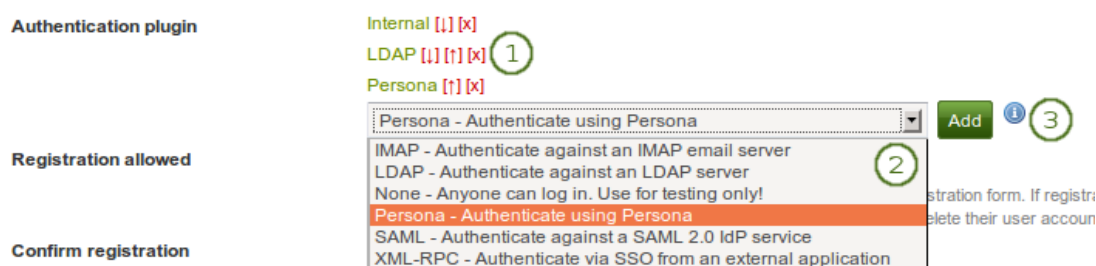 Authentication plugin
Internal [↓] [x]
LDAP [↓] [↑] [x] 1
Persona [↑] [x]
Persona - Authenticate using Persona Add i 3
IMAP - Authenticate against an IMAP email server
LDAP - Authenticate against an LDAP server 2
Registration allowed
None - Anyone can log in. Use for testing only!
stration form. If registra
Persona - Authenticate using Persona
elete their user accoun
SAML - Authenticate against a SAML 2.0 IdP service
Confirm registration
XML-RPC - Authenticate via SSO from an external application